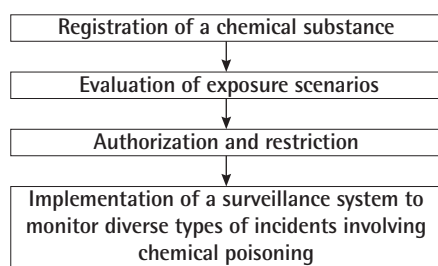 Registration of a chemical substance
Evaluation of exposure scenarios
Authorization and restriction
Implementation of a surveillance system to
monitor diverse types of incidents involving
chemical poisoning